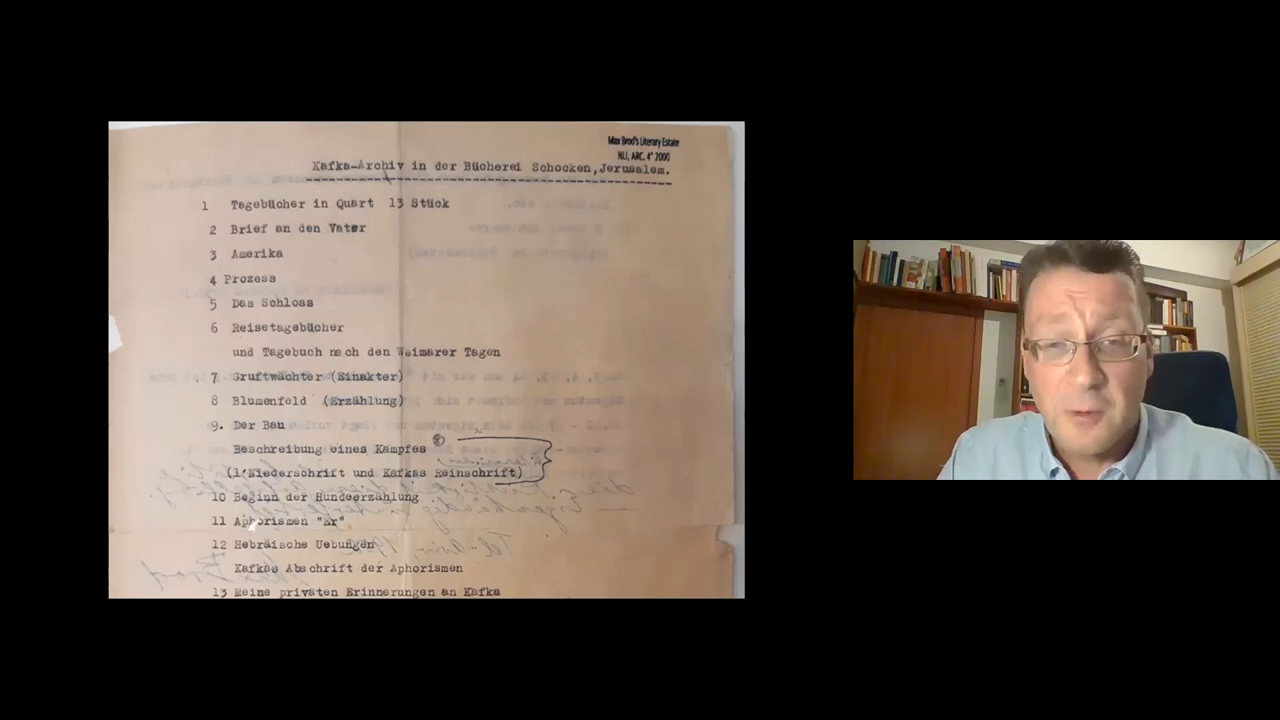 Max Brod's Literary Estate
NLI, ARC. 4° 2000
Kafka-Archiv in der Bücherei Schocken, Jerusalem.
1 Tagebücher in Quart 13 Stück
2 Brief an den Vater
3 Amerika
4 Prozess
5 Das Schloss
6 Reisetagebücher
und Tagebuch nach den Weimarer Tagen
7 Gruftwächter (Einakter)
8 Blumenfeld (Erzählung)
9. Der Bau
Beschreibung eines Kampfes
(1.Niederschrift und Kafkas Reinschrift)
10 Beginn der Hundeerzählung
11 Aphorismen "Er"
12 Hebräische Uebungen
Kafkas Abschrift der Aphorismen
13 Meine privaten Erinnerungen an Kafka